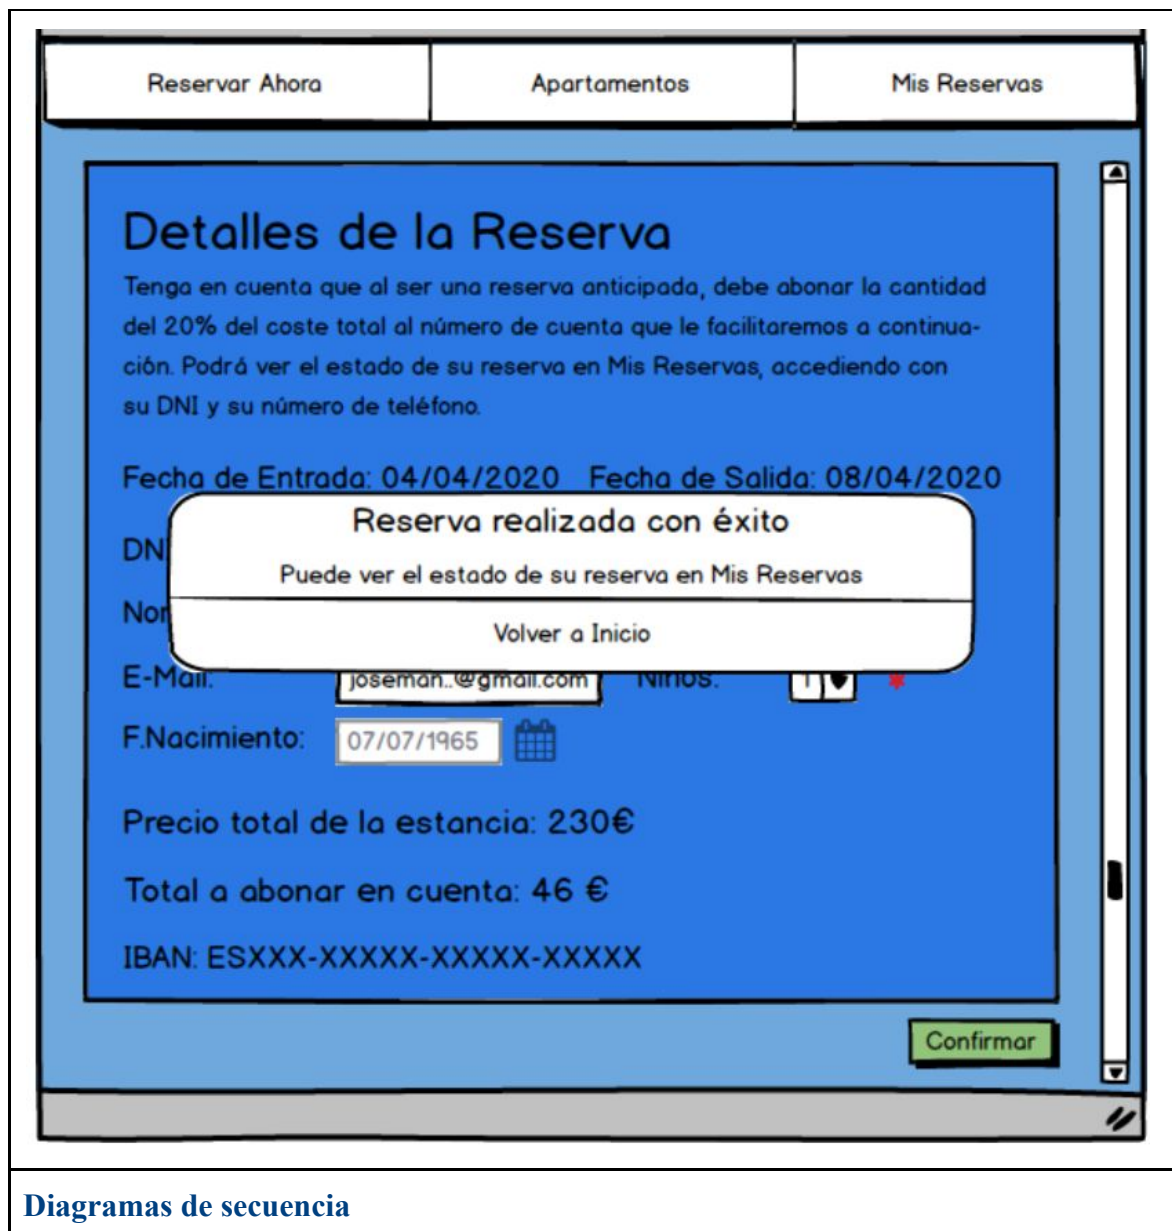 Reservar Ahora
Apartamentos
Mis Reservas
Detalles de la Reserva
Tenga en cuenta que al ser una reserva anticipada, debe abonar la cantidad
del 20% del coste total al número de cuenta que le facilitaremos a continua-
ción. Podrá ver el estado de su reserva en Mis Reservas, accediendo con
su DNI y su número de teléfono.
Fecha de Entrada: 04/04/2020 Fecha de Salida: 08/04/2020
Reserva realizada con éxito
Puede ver el estado de su reserva en Mis Reservas
Volver a Inicio
E-Mail: joseman..@gmail.com Niños: 1
F.Nacimiento: 07/07/1965
Precio total de la estancia: 230€
Total a abonar en cuenta: 46 €
IBAN: ESXXX-XXXXX-XXXXX-XXXXX
Confirmar
Diagramas de secuencia